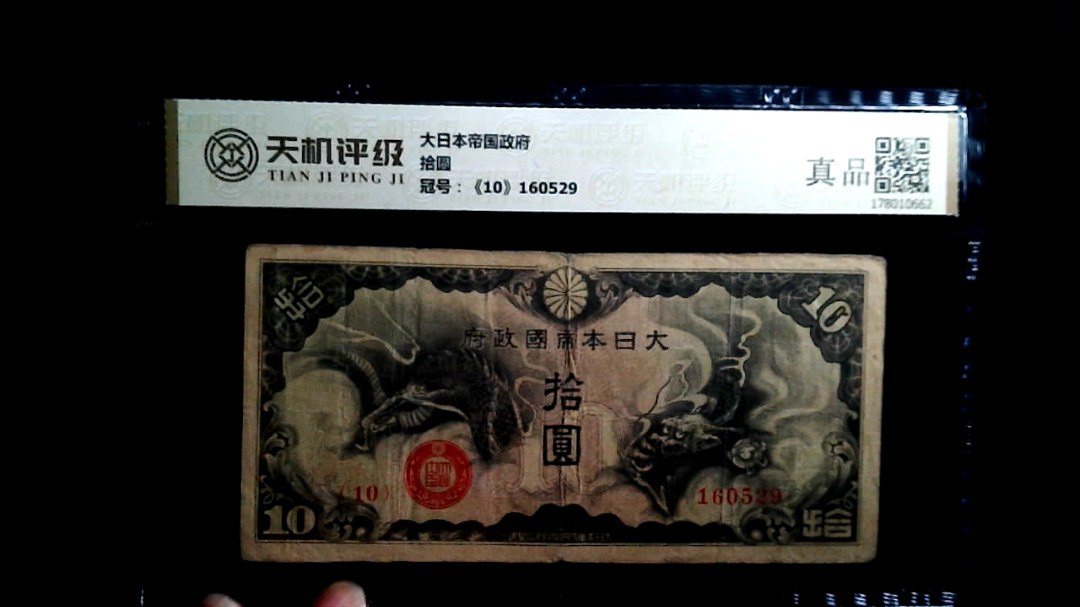 天机评级
TIAN JI PING JI
大日本帝国政府
拾圆
冠号：《10》160529
真品
178010662
拾
10
府政國帝本日大
拾
圓
10
(10)
160529
10
拾